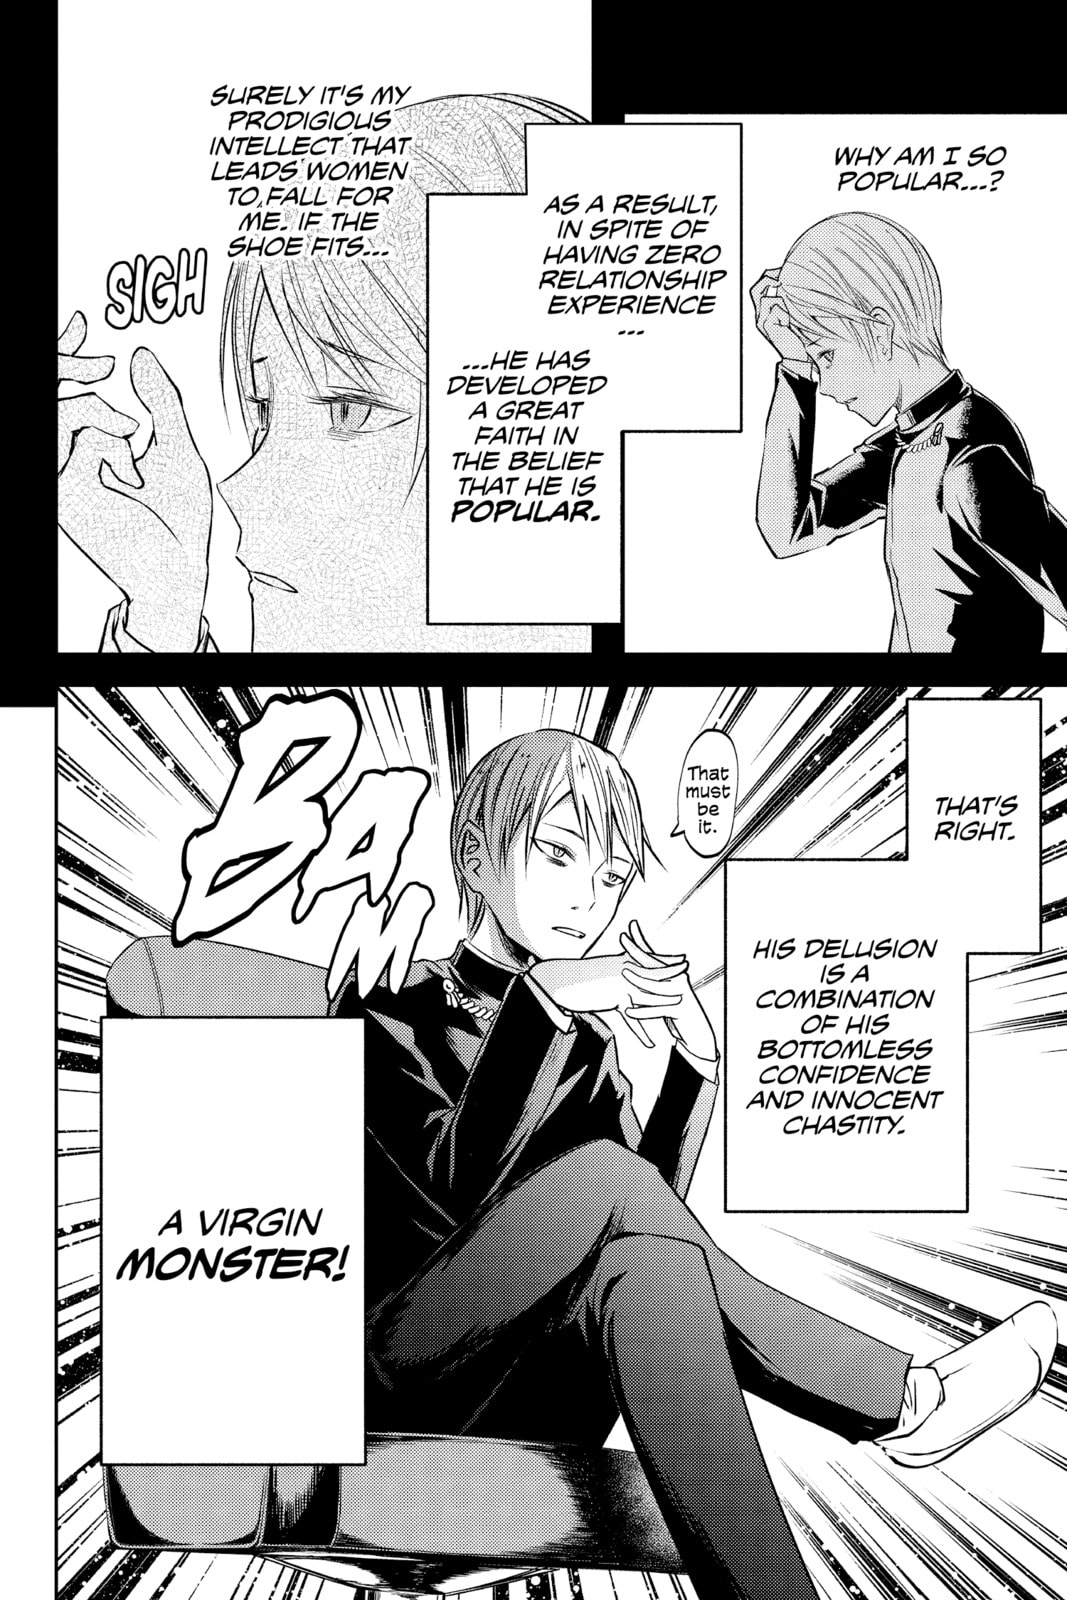 WHY AM I SO
POPULAR...?
AS A RESULT,
IN SPITE OF
HAVING ZERO
RELATIONSHIP
EXPERIENCE
...
...HE HAS
DEVELOPED
A GREAT
FAITH IN
THE BELIEF
THAT HE IS
POPULAR.
SURELY IT'S MY
PRODIGIOUS
INTELLECT THAT
LEADS WOMEN
TO FALL FOR
ME. IF THE
SHOE FITS...
SIGH
THAT'S
RIGHT.
HIS DELUSION
IS A
COMBINATION
OF HIS
BOTTOMLESS
CONFIDENCE
AND INNOCENT
CHASTITY.
That
must
be
it.
BAM
A VIRGIN
MONSTER!